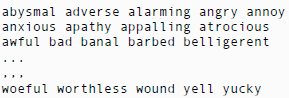 abysmal adverse alarming angry annoy
anxious apathy appalling atrocious
awful bad banal barbed belligerent
...
,,,
woeful worthless wound yell yucky